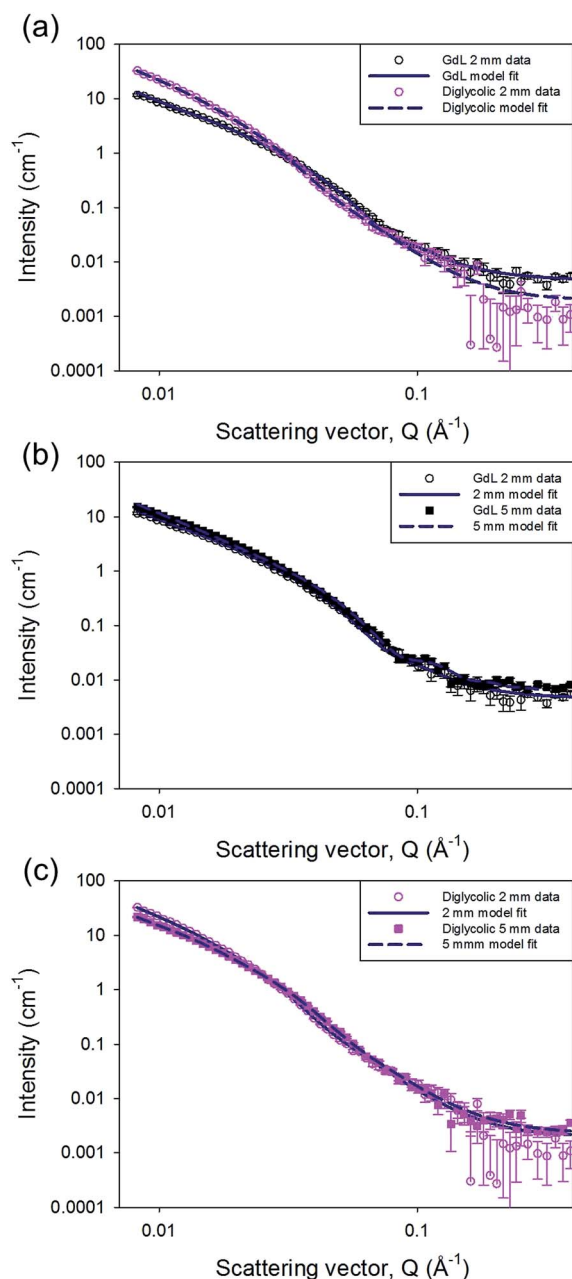 (a)
100
GdL 2 mm data
GdL model fit
Diglycolic 2 mm data
Diglycolic model fit
10
1
0.1
0.01
0.001
0.0001
Intensity (cm⁻¹)
0.01
0.1
Scattering vector, Q (Å⁻¹)
(b)
100
GdL 2 mm data
2 mm model fit
GdL 5 mm data
5 mm model fit
10
1
0.1
0.01
0.001
0.0001
Intensity (cm⁻¹)
0.01
0.1
Scattering vector, Q (Å⁻¹)
(c)
100
Diglycolic 2 mm data
2 mm model fit
Diglycolic 5 mm data
5 mmm model fit
10
1
0.1
0.01
0.001
0.0001
Intensity (cm⁻¹)
0.01
0.1
Scattering vector, Q (Å⁻¹)